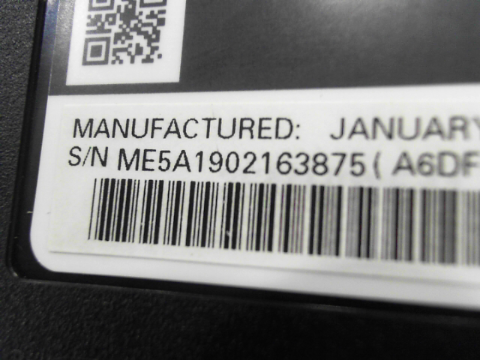 MANUFACTURED: JANUARY
S/N ME5A1902163875 ( A6DF